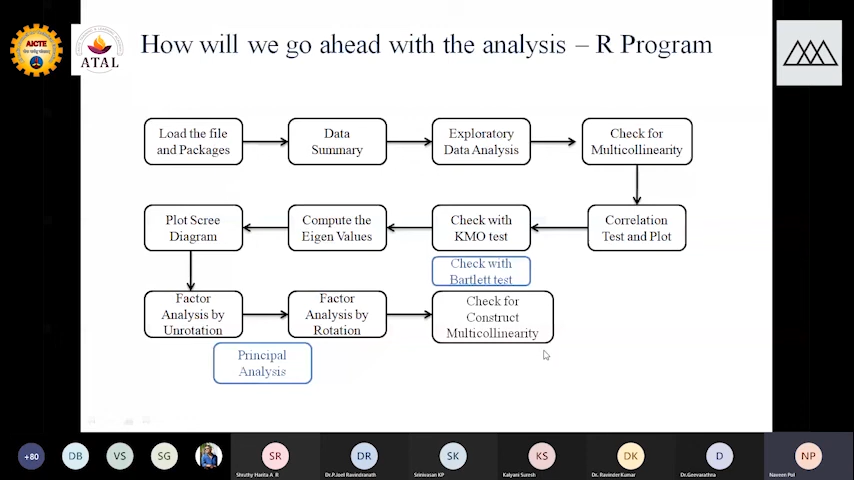 How will we go ahead with the analysis – R Program
AICTE
ATAL
Load the file
and Packages
Data
Summary
Exploratory
Data Analysis
Check for
Multicollinearity
Plot Scree
Diagram
Compute the
Eigen Values
Check with
KMO test
Correlation
Test and Plot
Check with
Bartlett test
Factor
Analysis by
Unrotation
Factor
Analysis by
Rotation
Check for
Construct
Multicollinearity
Principal
Analysis
+80
DB
VS
SG
SR
DR
SK
KS
DK
D
NP
Shruthy Harita A R
Dr.P.Joel Ravindranath
Srinivasan KP
Kalyani Suresh
Dr. Ravinder Kumar
Dr.Geevarathna
Naveen Pol